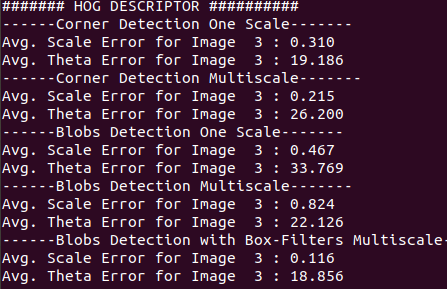 ####### HOG DESCRIPTOR ##########
------Corner Detection One Scale-------
Avg. Scale Error for Image  3 : 0.310
Avg. Theta Error for Image  3 : 19.186
------Corner Detection Multiscale-------
Avg. Scale Error for Image  3 : 0.215
Avg. Theta Error for Image  3 : 26.200
------Blobs Detection One Scale-------
Avg. Scale Error for Image  3 : 0.467
Avg. Theta Error for Image  3 : 33.769
------Blobs Detection Multiscale-------
Avg. Scale Error for Image  3 : 0.824
Avg. Theta Error for Image  3 : 22.126
------Blobs Detection with Box-Filters Multiscale-
Avg. Scale Error for Image  3 : 0.116
Avg. Theta Error for Image  3 : 18.856